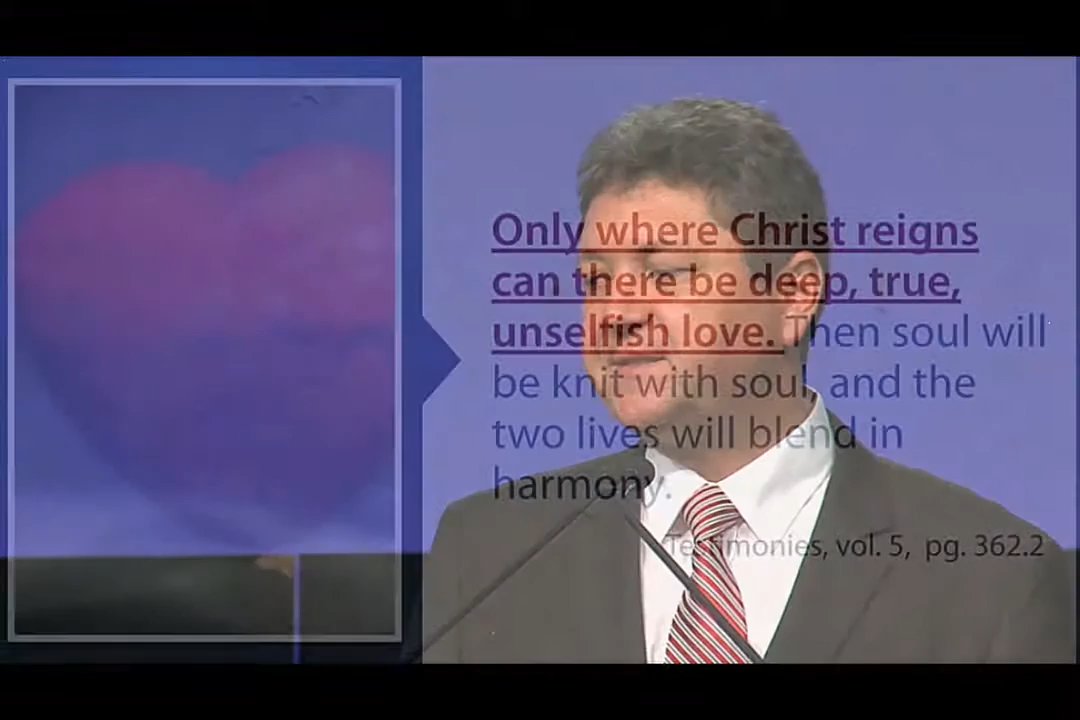 Only where Christ reigns
can there be deep, true,
unselfish love. Then soul will
be knit with soul, and the
two lives will blend in
harmony.
Testimonies, vol. 5, pg. 362.2